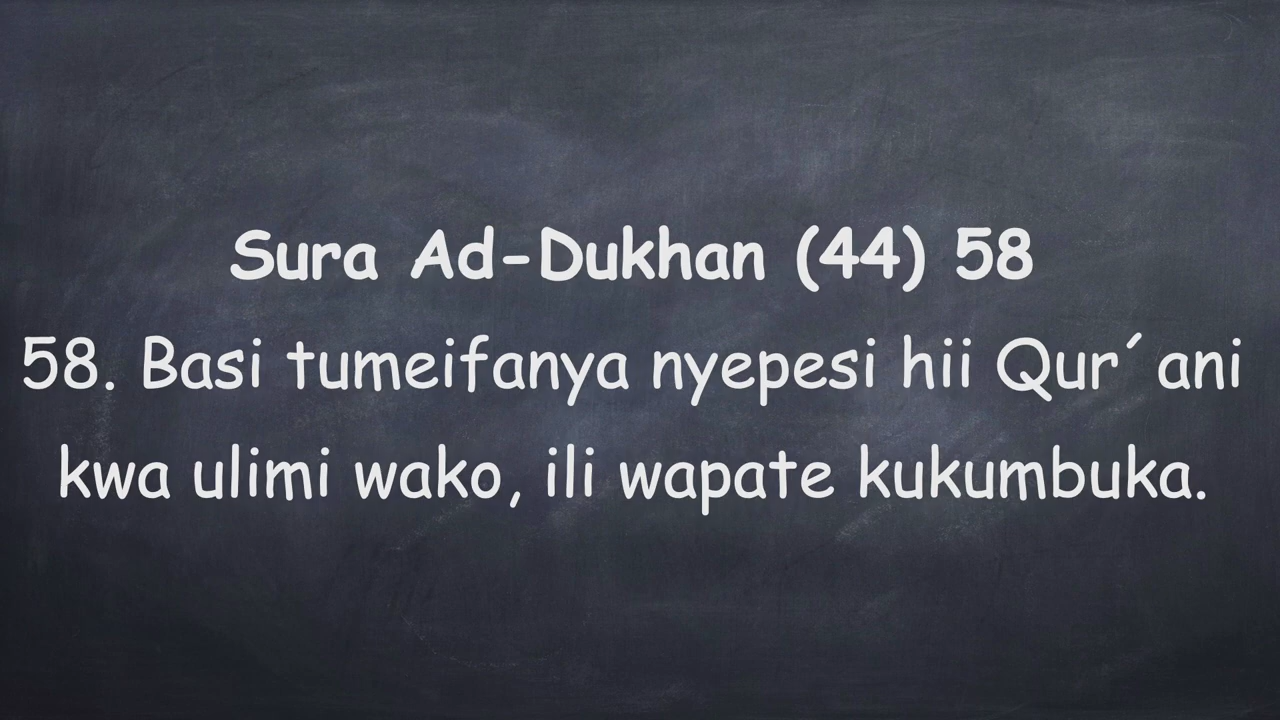 Sura Ad-Dukhan (44) 58
58. Basi tumeifanya nyepesi hii Qur´ani
kwa ulimi wako, ili wapate kukumbuka.